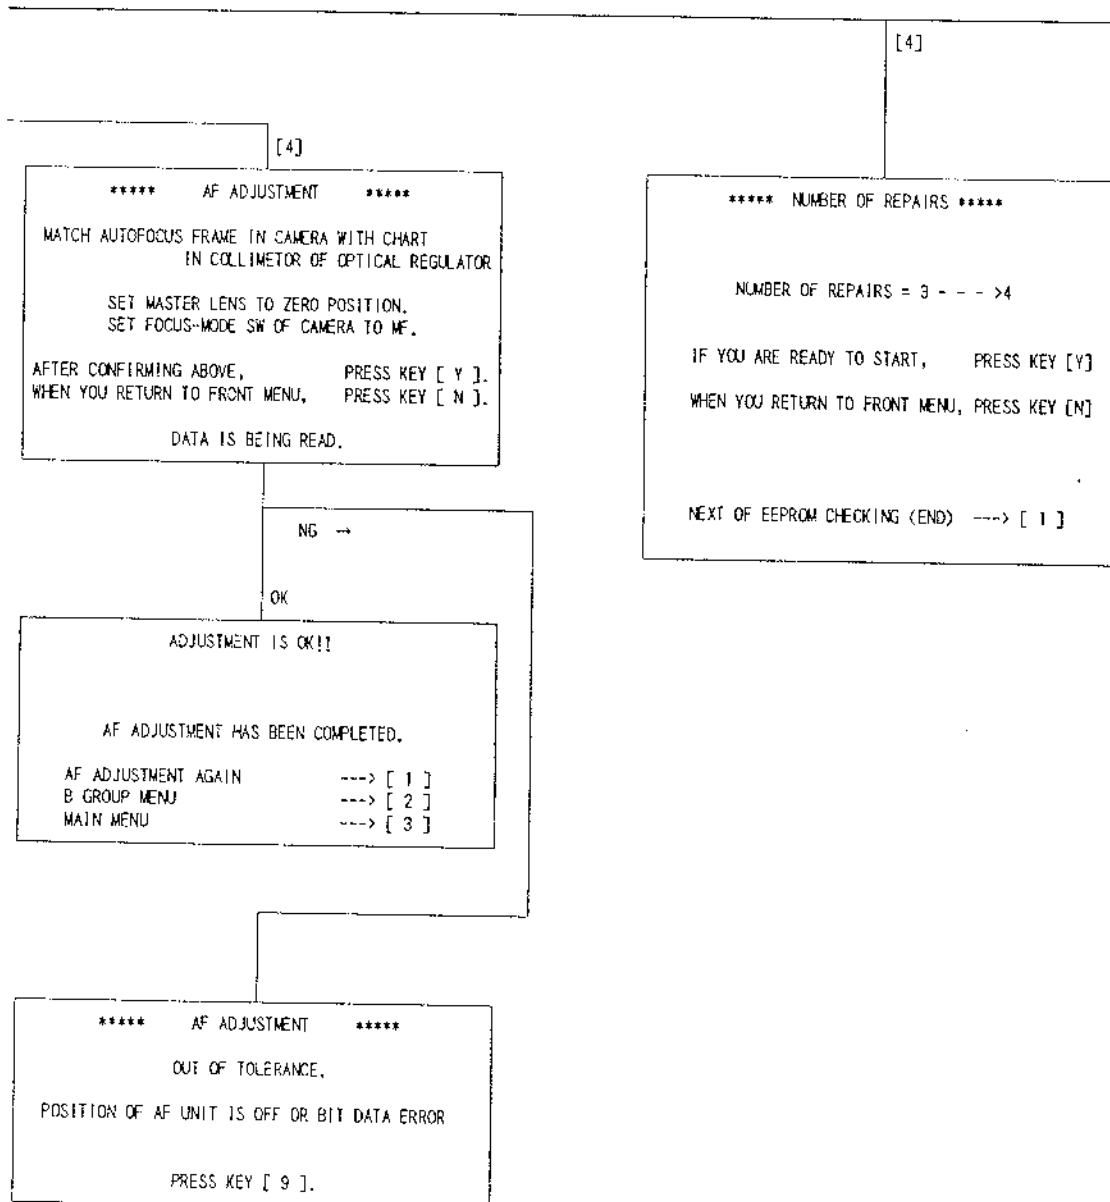 [4]
[4]
***** AF ADJUSTMENT *****
MATCH AUTOFOCUS FRAME IN CAMERA WITH CHART
IN COLLIMETOR OF OPTICAL REGULATOR
SET MASTER LENS TO ZERO POSITION.
SET FOCUS-MODE SW OF CAMERA TO MF.
AFTER CONFIRMING ABOVE, PRESS KEY [ Y ].
WHEN YOU RETURN TO FRONT MENU, PRESS KEY [ N ].
DATA IS BEING READ.
***** NUMBER OF REPAIRS *****
NUMBER OF REPAIRS = 3 - - - >4
IF YOU ARE READY TO START, PRESS KEY [Y]
WHEN YOU RETURN TO FRONT MENU, PRESS KEY [N]
NEXT OF EEPROM CHECKING (END) ---> [ 1 ]
NG →
OK
ADJUSTMENT IS OK!!
AF ADJUSTMENT HAS BEEN COMPLETED.
AF ADJUSTMENT AGAIN ---> [ 1 ]
B GROUP MENU ---> [ 2 ]
MAIN MENU ---> [ 3 ]
***** AF ADJUSTMENT *****
OUT OF TOLERANCE.
POSITION OF AF UNIT IS OFF OR BIT DATA ERROR
PRESS KEY [ 9 ].